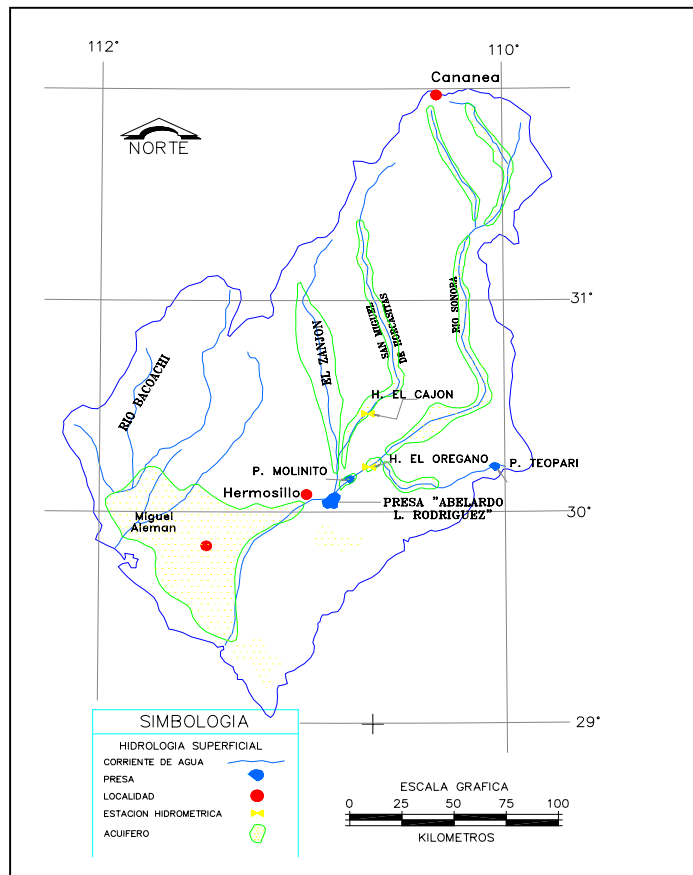 112°
110°
Cananea
NORTE
31°
RIO BACOACHI
EL ZANJON
SAN MIGUEL
DE HORCASITAS
RIO SONORA
H. EL CAJON
H. EL OREGANO
P. MOLINITO
P. TEOPARI
Hermosillo
PRESA "ABELARDO
L. RODRIGUEZ"
30°
Miguel
Aleman
29°
SIMBOLOGIA
HIDROLOGIA SUPERFICIAL
CORRIENTE DE AGUA
PRESA
LOCALIDAD
ESTACION HIDROMETRICA
ACUIFERO
ESCALA GRAFICA
0 25 50 75 100
KILOMETROS